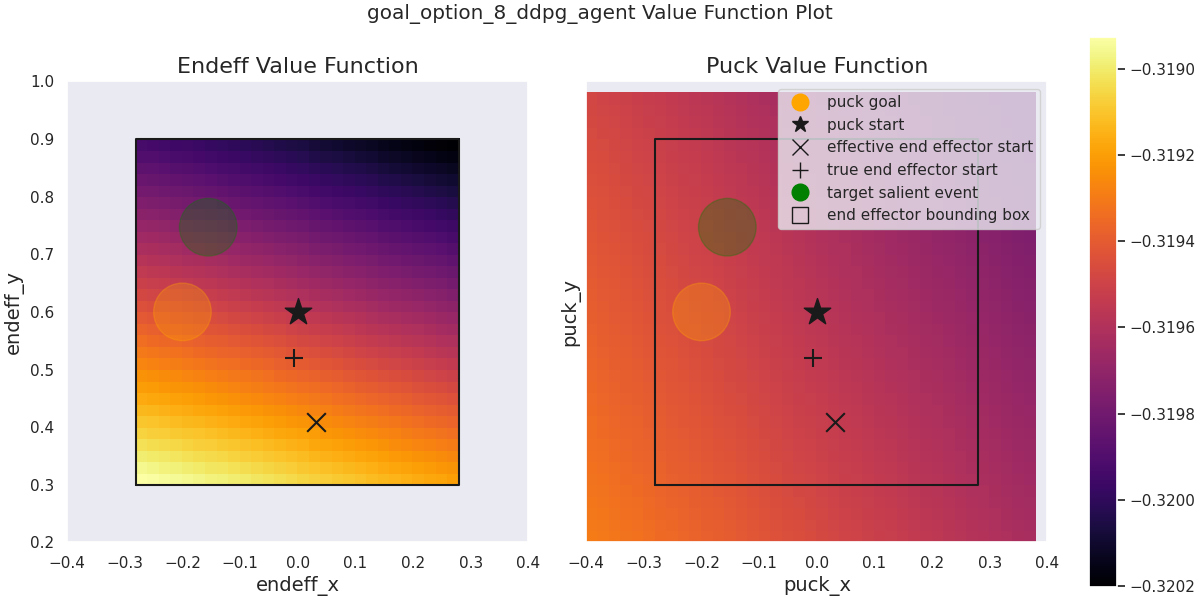 goal_option_8_ddpg_agent Value Function Plot
Endeff Value Function
1.0
0.9
0.8
0.7
0.6
0.5
0.4
0.3
0.2
endeff_y
−0.4 −0.3 −0.2 −0.1 0.0 0.1 0.2 0.3 0.4
endeff_x
Puck Value Function
puck goal
puck start
effective end effector start
true end effector start
target salient event
end effector bounding box
puck_y
−0.4 −0.3 −0.2 −0.1 0.0 0.1 0.2 0.3 0.4
puck_x
−0.3190
−0.3192
−0.3194
−0.3196
−0.3198
−0.3200
−0.3202